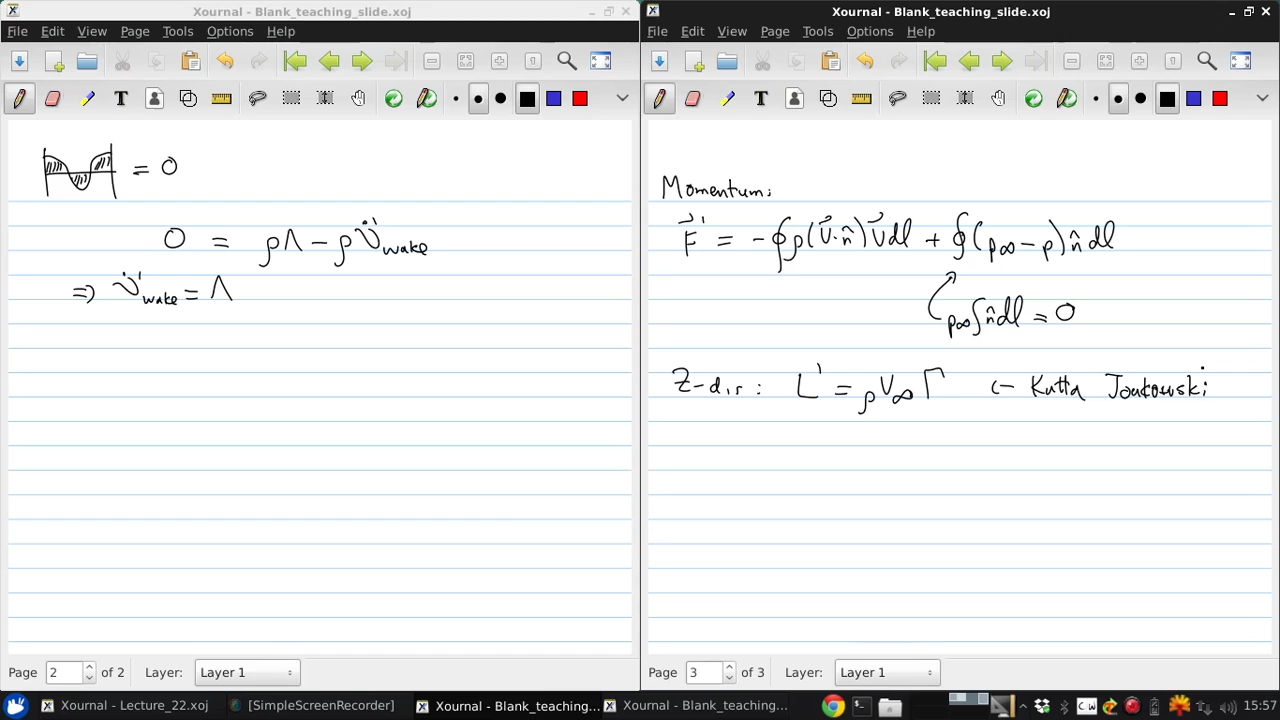 Xournal - Blank_teaching_slide.xoj
File Edit View Page Tools Options Help
= 0
0 = ρΛ - ρV̇'wake
⇒ V̇'wake = Λ
Page 2 of 2 Layer: Layer 1
Xournal - Blank_teaching_slide.xoj
File Edit View Page Tools Options Help
Momentum:
F⃗' = -∮ρ(V⃗·n̂)V⃗dl + ∮(p∞-p)n̂dl
p∞∫n̂dl = 0
Z-dir: L' = ρV∞Γ ← Kutta Joukowski
Page 3 of 3 Layer: Layer 1
Xournal - Lecture_22.xoj [SimpleScreenRecorder] Xournal - Blank_teaching... Xournal - Blank_teaching... 15:57